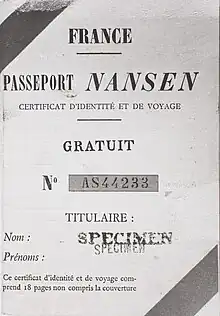 FRANCE
PASSEPORT NANSEN
CERTIFICAT D'IDENTITÉ ET DE VOYAGE
GRATUIT
No AS44233
TITULAIRE :
Nom : SPECIMEN
SPECIMEN
Prénoms :
Ce certificat d'identité et de voyage com-
prend 18 pages non compris la couverture